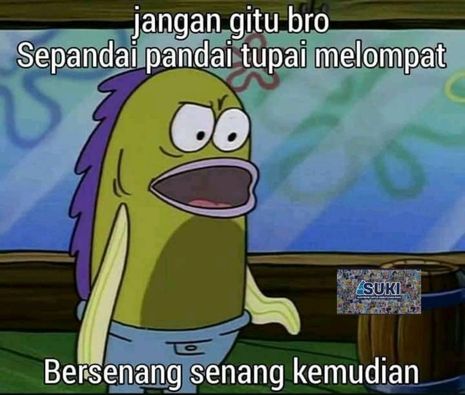 jangan gitu bro
Sepandai pandai tupai melompat
SUKI
Bersenang senang kemudian